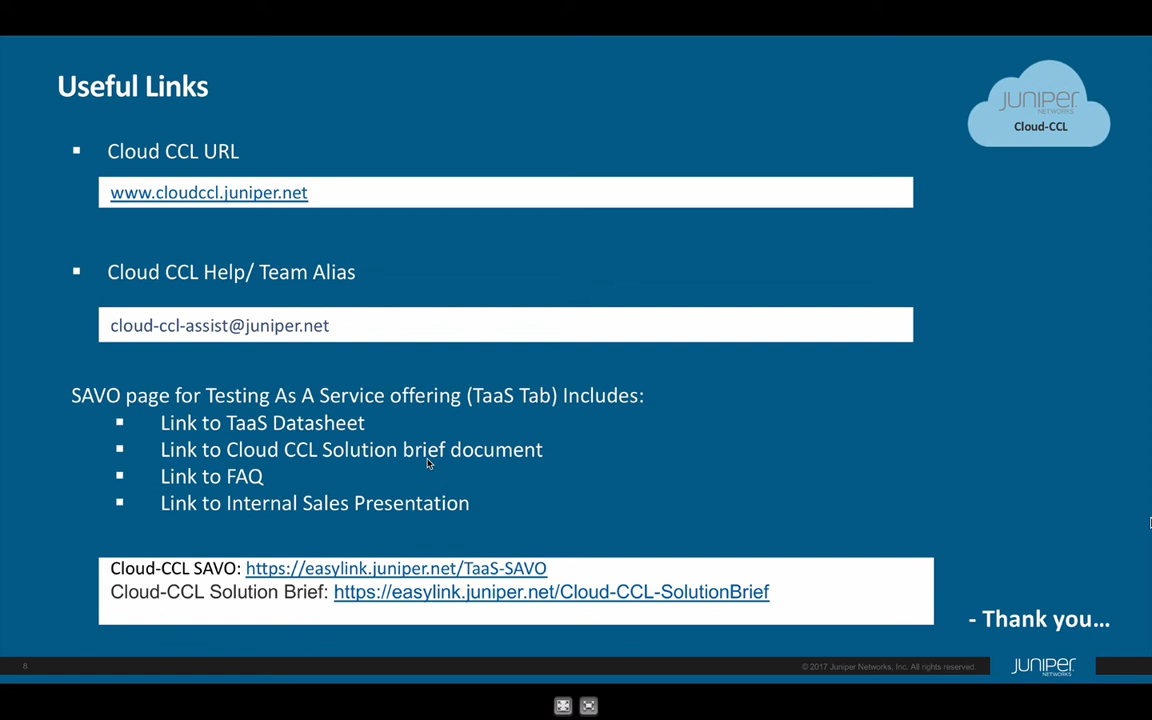 Useful Links
JUNIPER
NETWORKS
Cloud-CCL
▪ Cloud CCL URL
www.cloudccl.juniper.net
▪ Cloud CCL Help/ Team Alias
cloud-ccl-assist@juniper.net
SAVO page for Testing As A Service offering (TaaS Tab) Includes:
▪ Link to TaaS Datasheet
▪ Link to Cloud CCL Solution brief document
▪ Link to FAQ
▪ Link to Internal Sales Presentation
Cloud-CCL SAVO: https://easylink.juniper.net/TaaS-SAVO
Cloud-CCL Solution Brief: https://easylink.juniper.net/Cloud-CCL-SolutionBrief
- Thank you…
8
© 2017 Juniper Networks, Inc. All rights reserved.
JUNIPER
NETWORKS